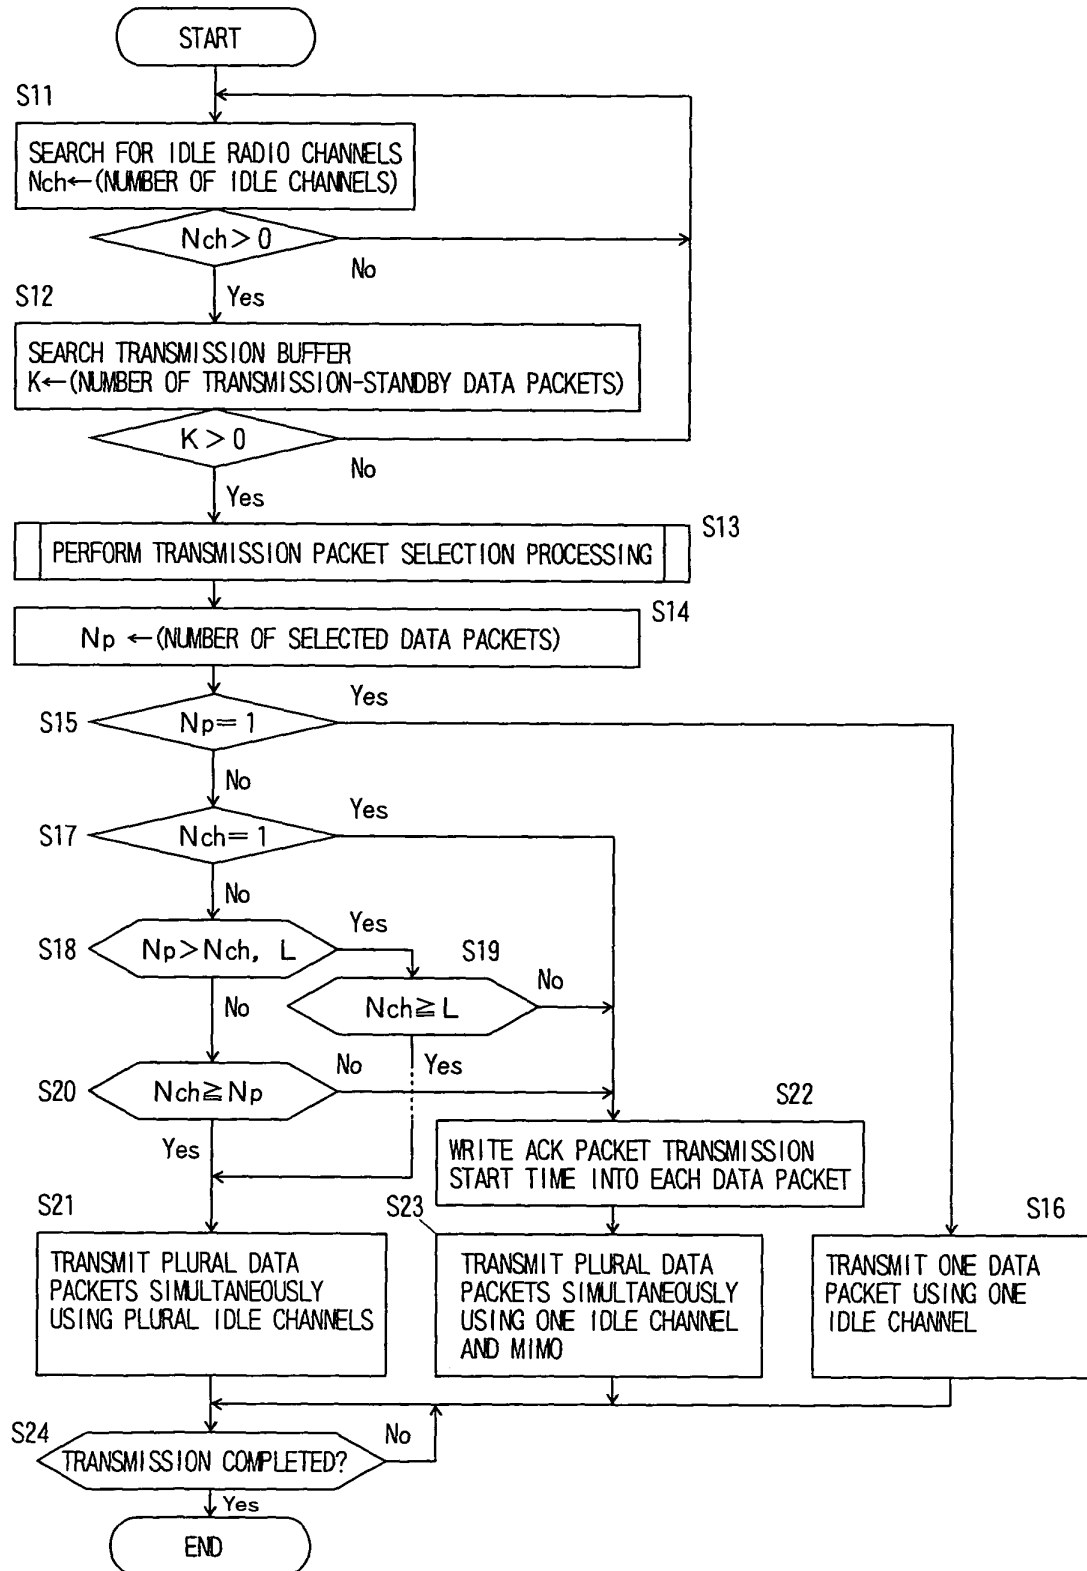 START
S11
SEARCH FOR IDLE RADIO CHANNELS
Nch←(NUMBER OF IDLE CHANNELS)
Nch>0
No
Yes
S12
SEARCH TRANSMISSION BUFFER
K←(NUMBER OF TRANSMISSION-STANDBY DATA PACKETS)
K>0
No
Yes
PERFORM TRANSMISSION PACKET SELECTION PROCESSING
S13
S14
Np ←(NUMBER OF SELECTED DATA PACKETS)
Yes
S15
Np=1
No
Yes
S17
Nch=1
No
Yes
S18
Np>Nch, L
S19
No
Nch≧L
No
No
Yes
S20
Nch≧Np
S22
Yes
WRITE ACK PACKET TRANSMISSION
START TIME INTO EACH DATA PACKET
S21
S23
S16
TRANSMIT PLURAL DATA
PACKETS SIMULTANEOUSLY
USING PLURAL IDLE CHANNELS
TRANSMIT PLURAL DATA
PACKETS SIMULTANEOUSLY
USING ONE IDLE CHANNEL
AND MIMO
TRANSMIT ONE DATA
PACKET USING ONE
IDLE CHANNEL
S24
No
TRANSMISSION COMPLETED?
Yes
END